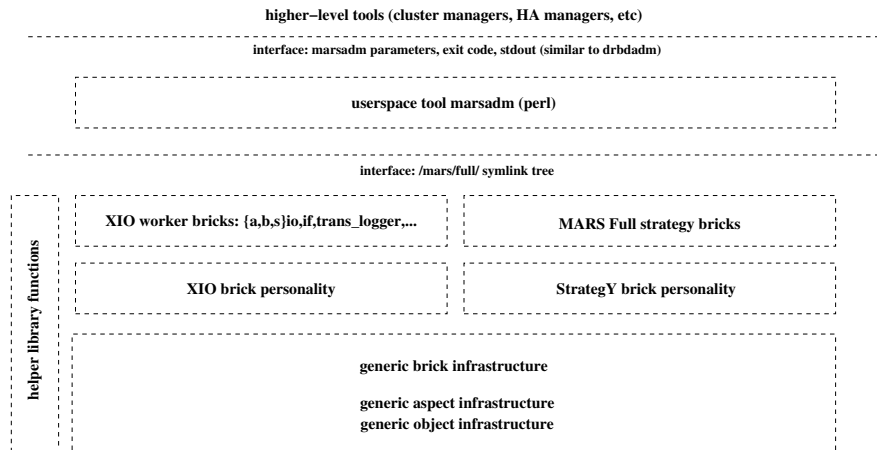 higher−level tools (cluster managers, HA managers, etc)
interface: marsadm parameters, exit code, stdout (similar to drbdadm)
userspace tool marsadm (perl)
interface: /mars/full/ symlink tree
helper library functions
XIO worker bricks: {a,b,s}io,if,trans_logger,...
MARS Full strategy bricks
XIO brick personality
StrategY brick personality
generic brick infrastructure
generic aspect infrastructure
generic object infrastructure